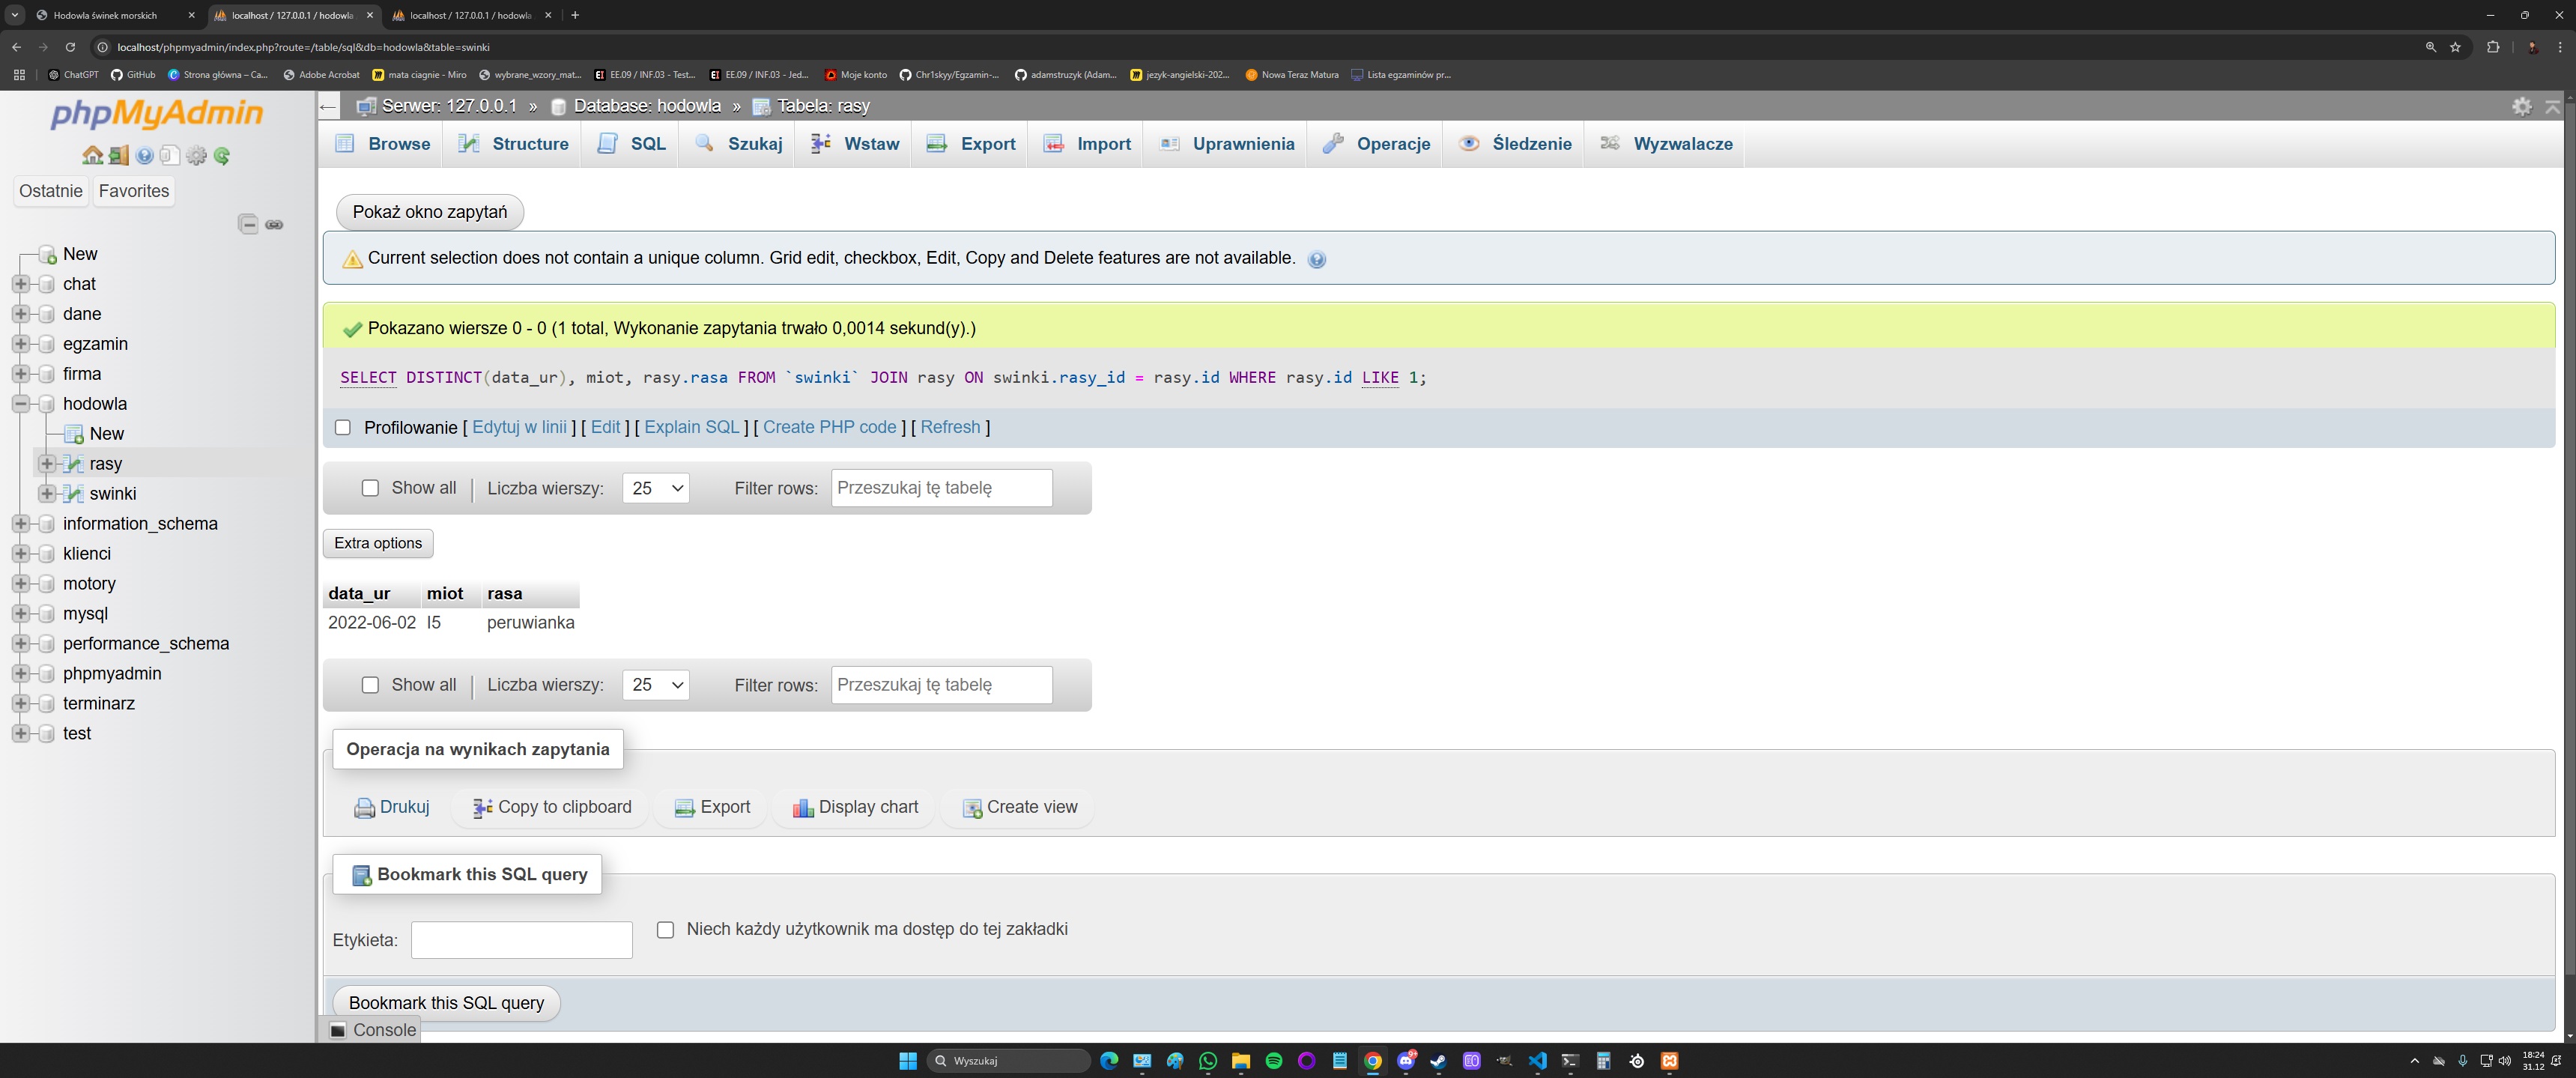 Hodowla świnek morskich
localhost / 127.0.0.1 / hodowla
localhost / 127.0.0.1 / hodowla
localhost/phpmyadmin/index.php?route=/table/sql&db=hodowla&table=swinki
ChatGPT
GitHub
Strona główna – Ca...
Adobe Acrobat
mata ciagnie - Miro
wybrane_wzory_mat...
EE.09 / INF.03 - Test...
EE.09 / INF.03 - Jed...
Moje konto
Chr1skyy/Egzamin-...
adamstruzyk (Adam...
jezyk-angielski-202...
Nowa Teraz Matura
Lista egzaminów pr...
phpMyAdmin
Ostatnie Favorites
New
chat
dane
egzamin
firma
hodowla
New
rasy
swinki
information_schema
klienci
motory
mysql
performance_schema
phpmyadmin
terminarz
test
Serwer: 127.0.0.1 » Database: hodowla » Tabela: rasy
Browse Structure SQL Szukaj Wstaw Export Import Uprawnienia Operacje Śledzenie Wyzwalacze
Pokaż okno zapytań
Current selection does not contain a unique column. Grid edit, checkbox, Edit, Copy and Delete features are not available.
Pokazano wiersze 0 - 0 (1 total, Wykonanie zapytania trwało 0,0014 sekund(y).)
SELECT DISTINCT(data_ur), miot, rasy.rasa FROM `swinki` JOIN rasy ON swinki.rasy_id = rasy.id WHERE rasy.id LIKE 1;
Profilowanie [ Edytuj w linii ] [ Edit ] [ Explain SQL ] [ Create PHP code ] [ Refresh ]
Show all Liczba wierszy: 25 Filter rows: Przeszukaj tę tabelę
Extra options
data_ur miot rasa
2022-06-02 I5 peruwianka
Show all Liczba wierszy: 25 Filter rows: Przeszukaj tę tabelę
Operacja na wynikach zapytania
Drukuj Copy to clipboard Export Display chart Create view
Bookmark this SQL query
Etykieta: Niech każdy użytkownik ma dostęp do tej zakładki
Bookmark this SQL query
Console
Wyszukaj
18:24
31.12